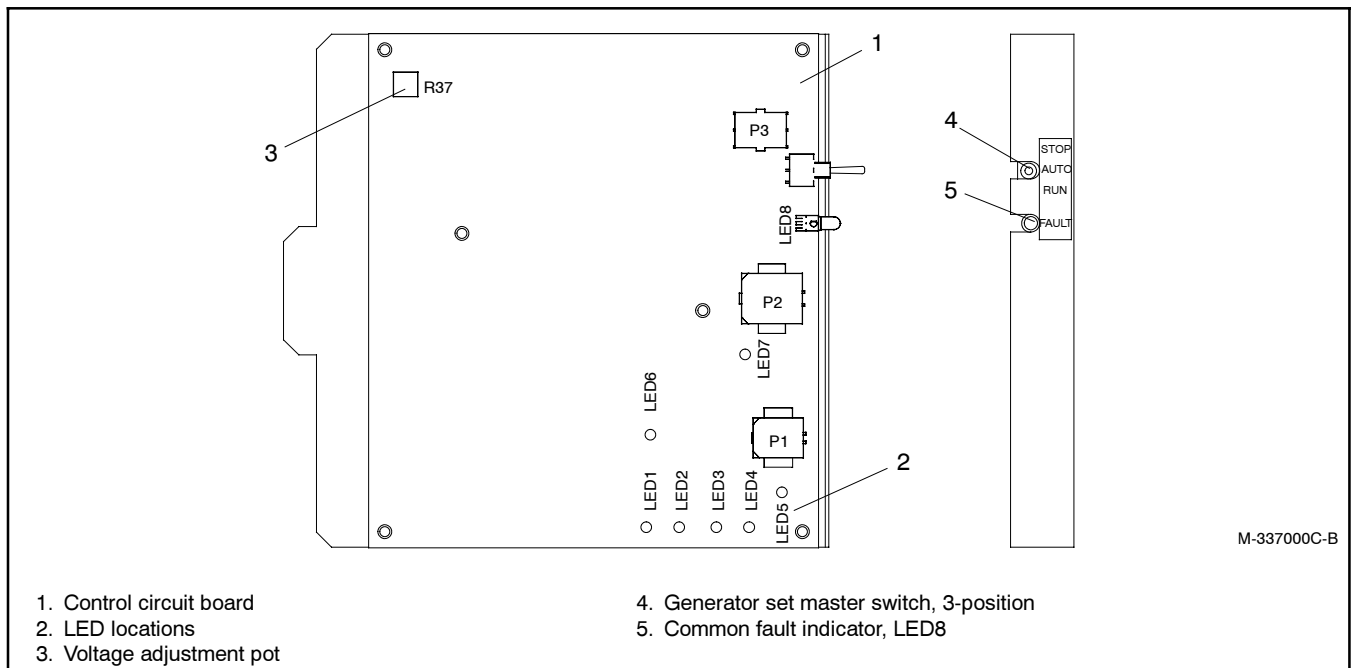 1
R37
3
P3
LED8
P2
LED7
LED6
P1
2
LED1
LED2
LED3
LED4
LED5
4
STOP
AUTO
RUN
5
FAULT
M-337000C-B
1. Control circuit board
2. LED locations
3. Voltage adjustment pot
4. Generator set master switch, 3-position
5. Common fault indicator, LED8